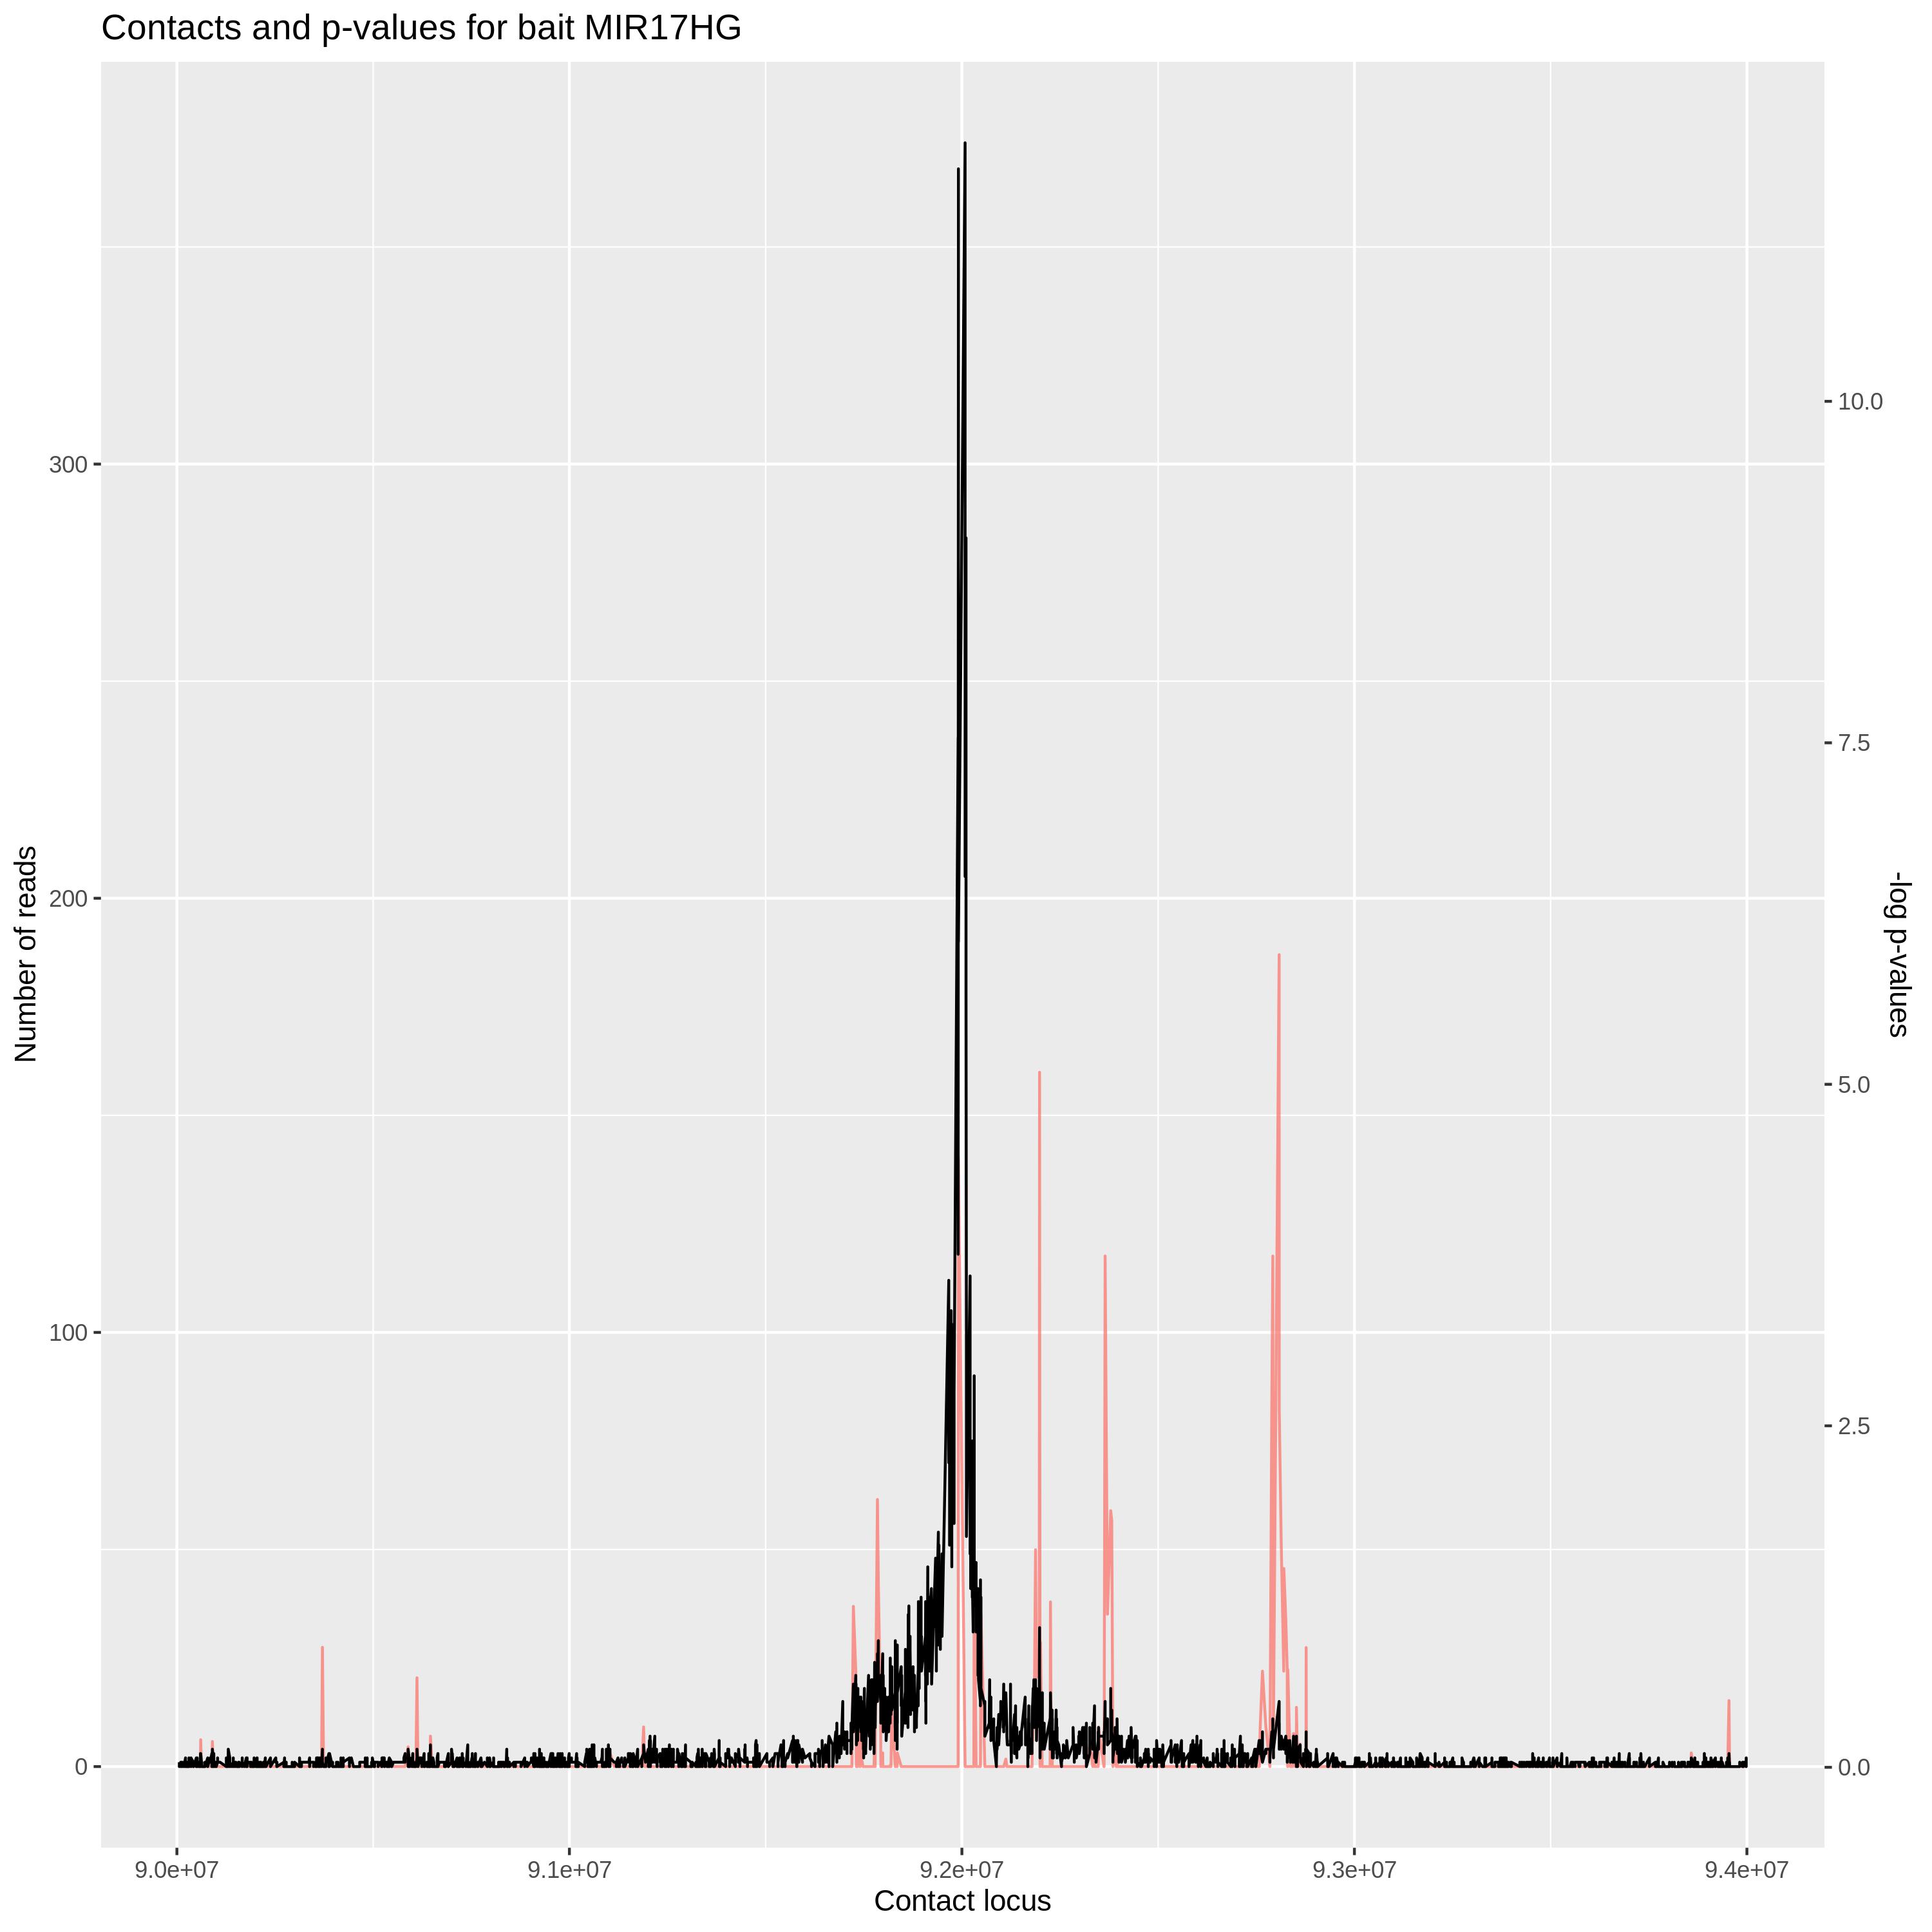 Contacts and p-values for bait MIR17HG
Number of reads
300
200
100
0
10.0
7.5
5.0
2.5
0.0
-log p-values
9.0e+07
9.1e+07
9.2e+07
9.3e+07
9.4e+07
Contact locus